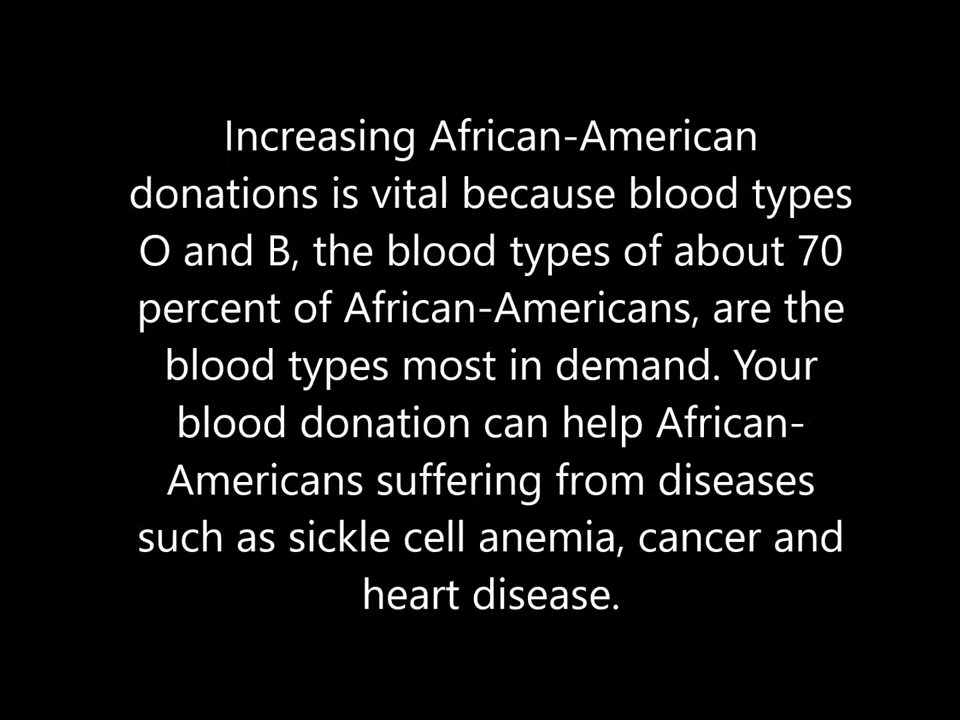 Increasing African-American
donations is vital because blood types
O and B, the blood types of about 70
percent of African-Americans, are the
blood types most in demand. Your
blood donation can help African-
Americans suffering from diseases
such as sickle cell anemia, cancer and
heart disease.